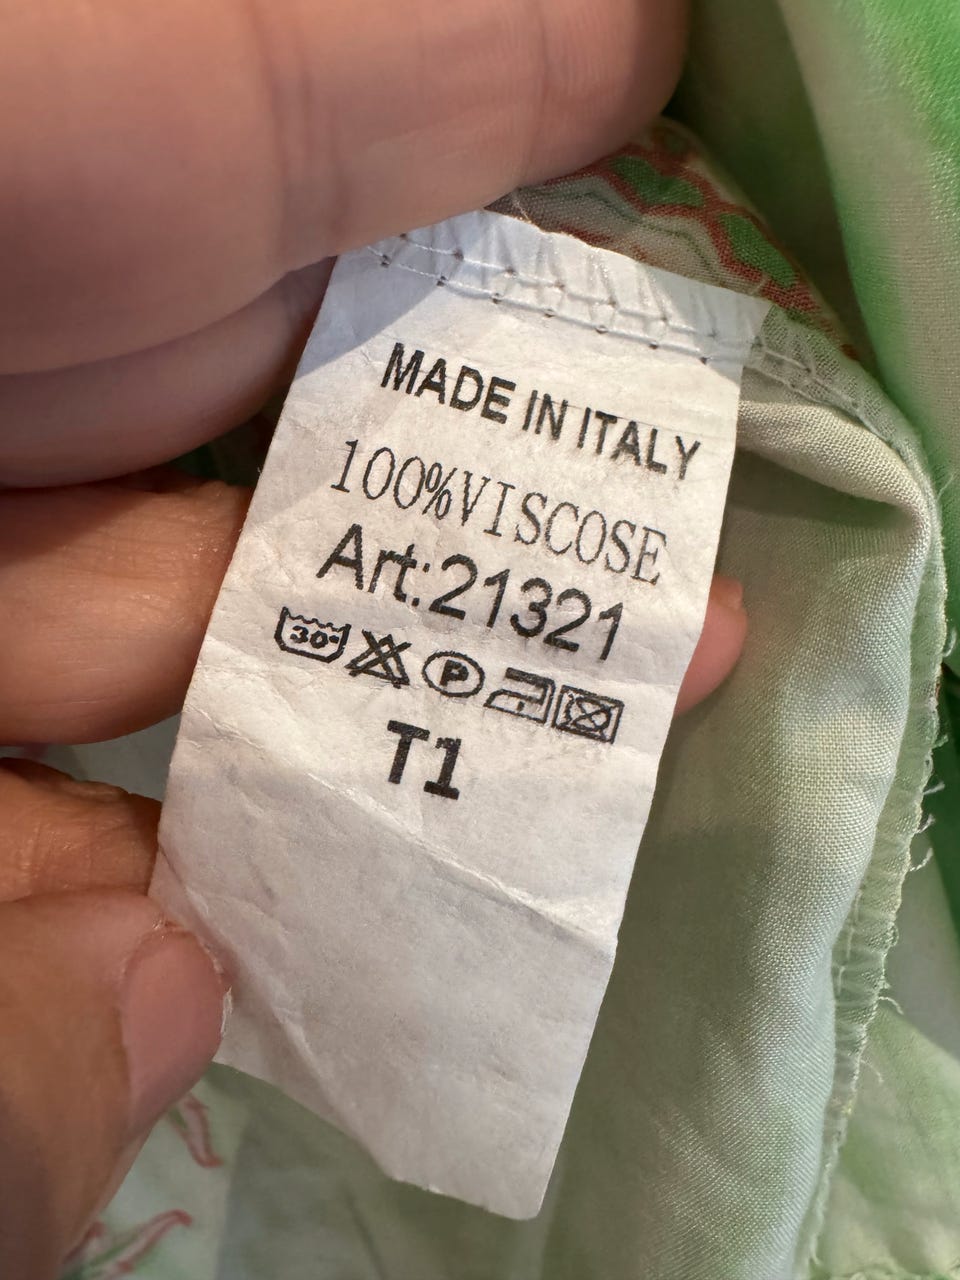 MADE IN ITALY
100%VISCOSE
Art:21321
30° P
T1